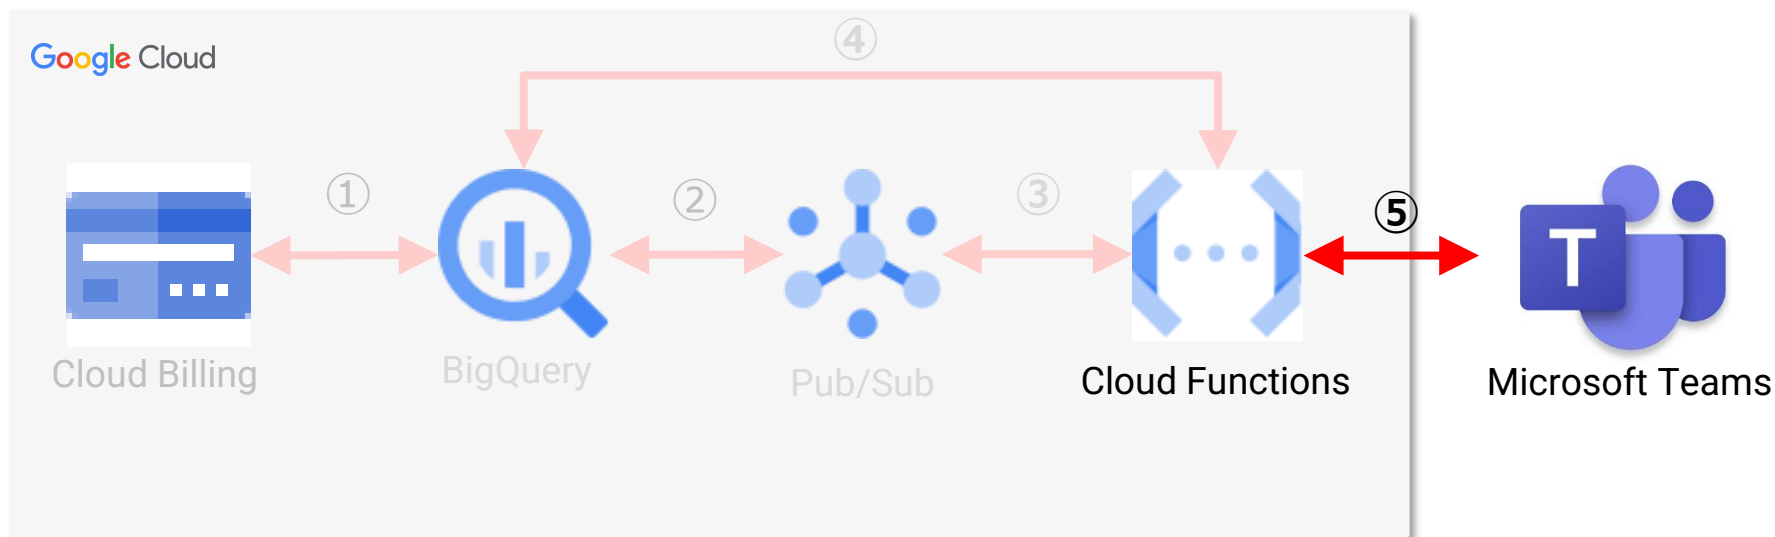 ④
Google Cloud
①
②
③
⑤
T
Cloud Billing
BigQuery
Pub/Sub
Cloud Functions
Microsoft Teams